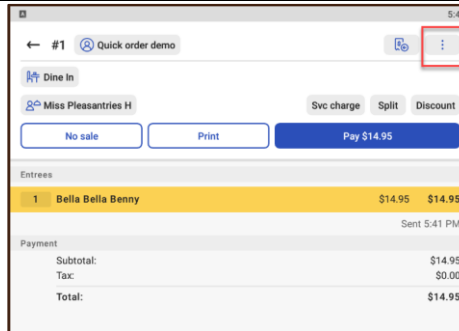 5:4
← #1 Quick order demo
Dine In
Miss Pleasantries H Svc charge Split Discount
No sale Print Pay $14.95
Entrees
1 Bella Bella Benny $14.95 $14.95
Sent 5:41 PM
Payment
Subtotal: $14.95
Tax: $0.00
Total: $14.95